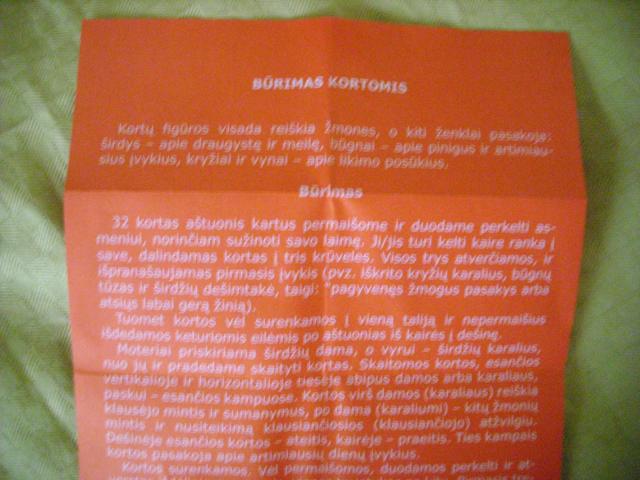 BŪRIMAS KORTOMIS
Kortų figūros visada reiškia žmones, o kiti ženklai pasakoja:
širdys – apie draugystę ir meilę, būgnai – apie pinigus ir artimiau-
sius įvykius, kryžiai ir vynai – apie likimo posūkius.
Būrimas
32 kortas aštuonis kartus permaišome ir duodame perkelti as-
meniui, norinčiam sužinoti savo laimę. Ji/jis turi kelti kaire ranka į
save, dalindamas kortas į tris krūveles. Visos trys atverčiamos, ir
išpranašaujamas pirmasis įvykis (pvz. iškrito kryžių karalius, būgnų
tūzas ir širdžių dešimtakė, taigi: "pagyvenęs žmogus pasakys arba
atsiųs labai gerą žinią).
Tuomet kortos vėl surenkamos į vieną taliją ir nepermaišius
išdedamos keturiomis eilėmis po aštuonias iš kairės į dešinę.
Moteriai priskiriama širdžių dama, o vyrui – širdžių karalius,
nuo jų ir pradedame skaityti kortas. Skaitomos kortos, esančios
vertikalioje ir horizontalioje tiesėje abipus damos arba karaliaus,
paskui – esančios kampuose. Kortos virš damos (karaliaus) reiškia
klausėjo mintis ir sumanymus, po dama (karaliumi) – kitų žmonių
mintis ir nusiteikimą klausiančiosios (klausiančiojo) atžvilgiu.
Dešinėje esančios kortos – ateitis, kairėje – praeitis. Ties kampais
kortos pasakoja apie artimiausių dienų įvykius.
Kortos surenkamos. Vėl permaišomos, duodamos perkelti ir at-